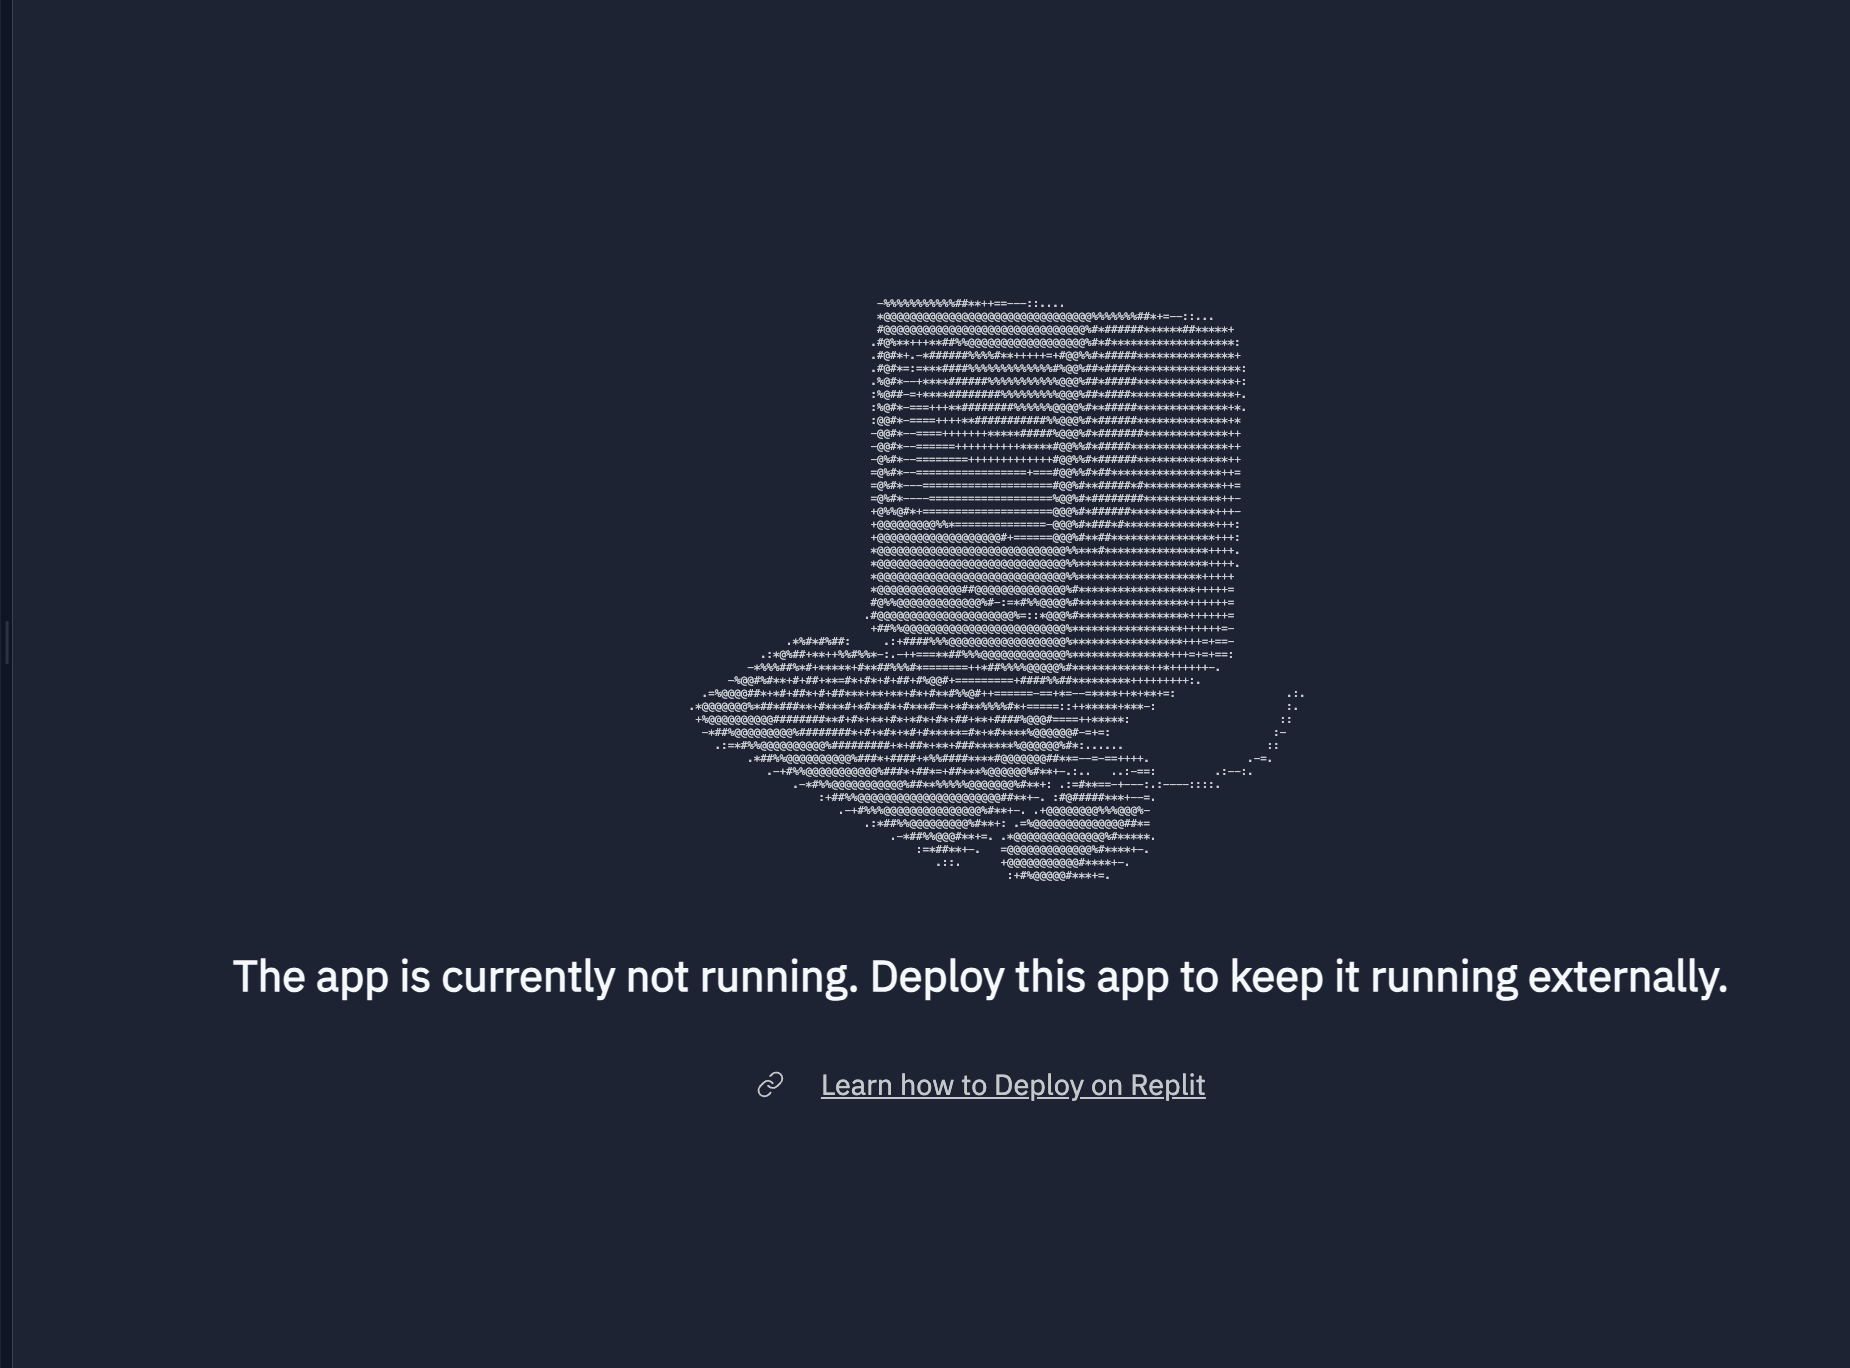 The app is currently not running. Deploy this app to keep it running externally.
Learn how to Deploy on Replit